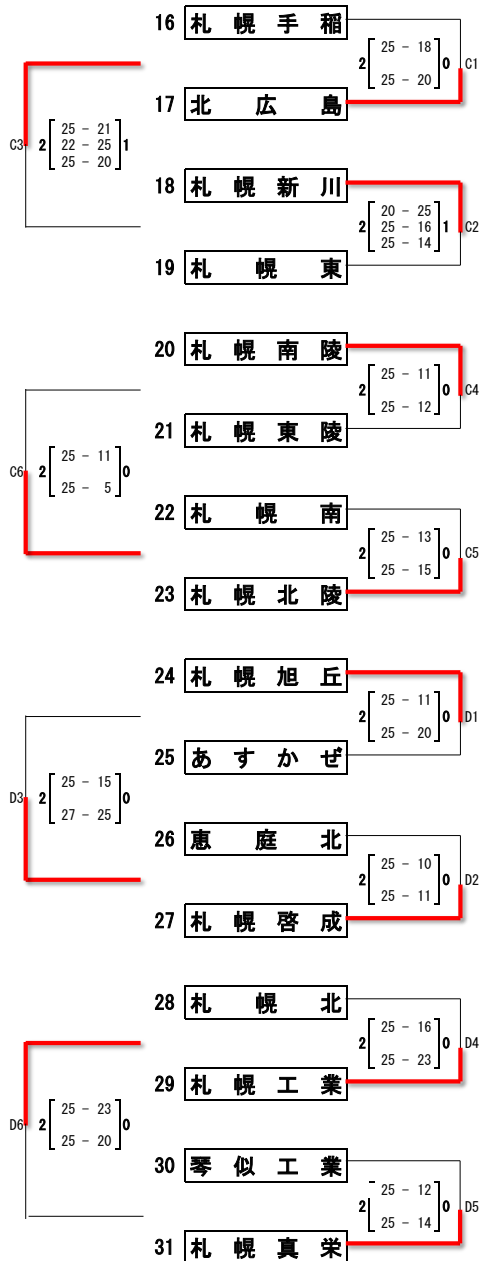 16 札幌手稲
2 [ 25 - 18 25 - 20 ] 0 C1
17 北広島
C3 2 [ 25 - 21 22 - 25 25 - 20 ] 1
18 札幌新川
2 [ 20 - 25 25 - 16 25 - 14 ] 1 C2
19 札幌東
20 札幌南陵
2 [ 25 - 11 25 - 12 ] 0 C4
21 札幌東陵
C6 2 [ 25 - 11 25 - 5 ] 0
22 札幌南
2 [ 25 - 13 25 - 15 ] 0 C5
23 札幌北陵
24 札幌旭丘
2 [ 25 - 11 25 - 20 ] 0 D1
25 あすかぜ
D3 2 [ 25 - 15 27 - 25 ] 0
26 恵庭北
2 [ 25 - 10 25 - 11 ] 0 D2
27 札幌啓成
28 札幌北
2 [ 25 - 16 25 - 23 ] 0 D4
29 札幌工業
D6 2 [ 25 - 23 25 - 20 ] 0
30 琴似工業
2 [ 25 - 12 25 - 14 ] 0 D5
31 札幌真栄